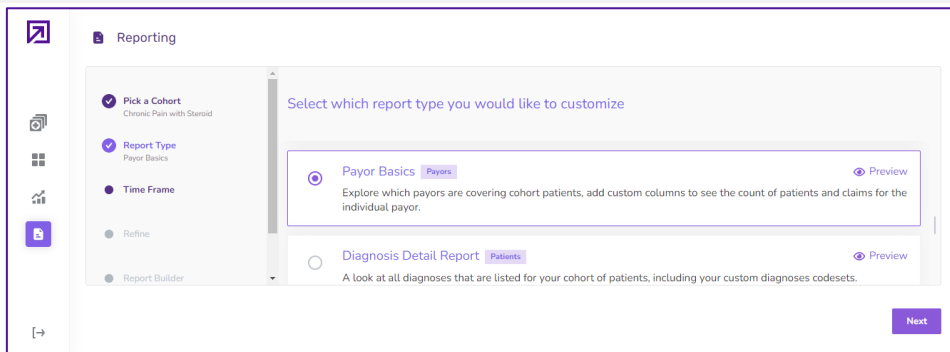 Reporting
Pick a Cohort
Chronic Pain with Steroid
Report Type
Payor Basics
Time Frame
Refine
Report Builder
Select which report type you would like to customize
Payor Basics Payors Preview
Explore which payors are covering cohort patients, add custom columns to see the count of patients and claims for the
individual payor.
Diagnosis Detail Report Patients Preview
A look at all diagnoses that are listed for your cohort of patients, including your custom diagnoses codesets.
Next